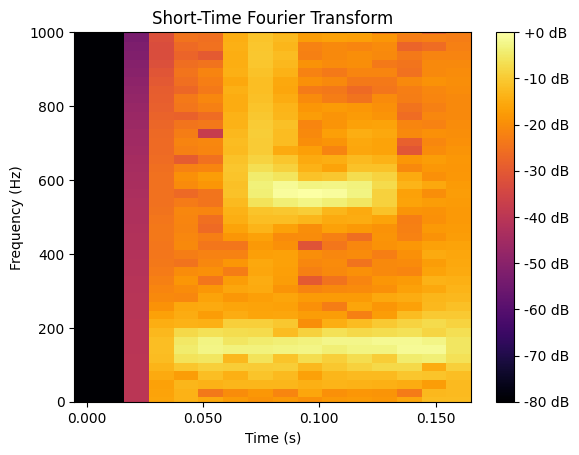 Short-Time Fourier Transform
1000
800
600
400
200
0
Frequency (Hz)
0.000
0.050
0.100
0.150
Time (s)
+0 dB
-10 dB
-20 dB
-30 dB
-40 dB
-50 dB
-60 dB
-70 dB
-80 dB